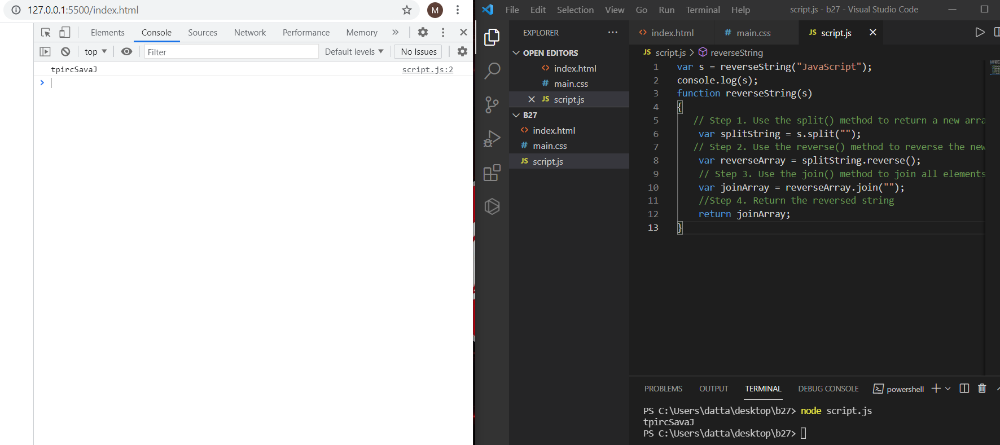 127.0.0.1:5500/index.html
M
Elements Console Sources Network Performance Memory »
top Filter Default levels No Issues
tpircSavaJ script.js:2
>
File Edit Selection View Go Run Terminal Help script.js - b27 - Visual Studio Code
EXPLORER ···
OPEN EDITORS
<> index.html
# main.css
JS script.js
B27
<> index.html
# main.css
JS script.js
<> index.html # main.css JS script.js
JS script.js > reverseString
1 var s = reverseString("JavaScript");
2 console.log(s);
3 function reverseString(s)
4 {
5 // Step 1. Use the split() method to return a new arra
6 var splitString = s.split("");
7 // Step 2. Use the reverse() method to reverse the new
8 var reverseArray = splitString.reverse();
9 // Step 3. Use the join() method to join all elements
10 var joinArray = reverseArray.join("");
11 //Step 4. Return the reversed string
12 return joinArray;
13 }
PROBLEMS OUTPUT TERMINAL DEBUG CONSOLE powershell
PS C:\Users\datta\desktop\b27> node script.js
tpircSavaJ
PS C:\Users\datta\desktop\b27>